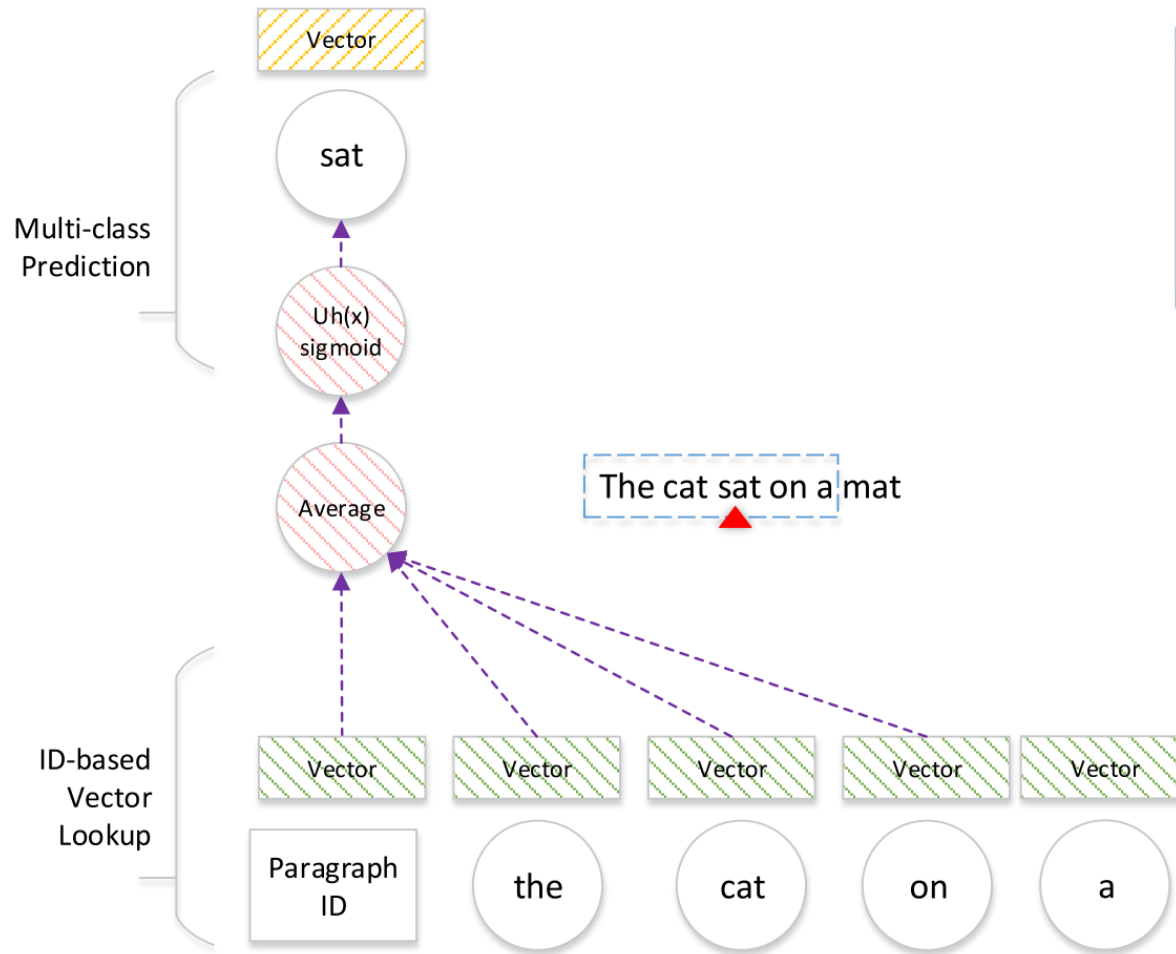 Vector
sat
Multi-class
Prediction
Uh(x)
sigmoid
Average
The cat sat on a mat
ID-based
Vector
Lookup
Vector
Vector
Vector
Vector
Vector
Paragraph
ID
the
cat
on
a